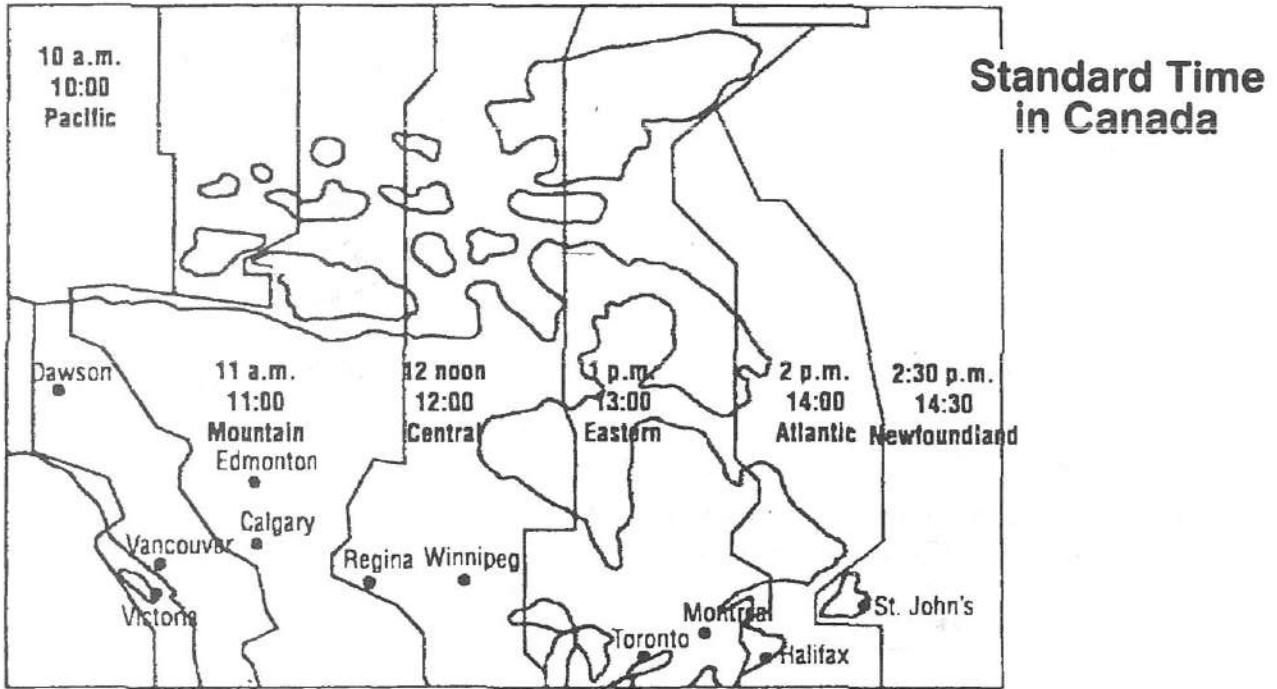 Standard Time
in Canada
10 a.m.
10:00
Pacific
11 a.m.
11:00
Mountain
12 noon
12:00
Central
1 p.m.
13:00
Eastern
2 p.m.
14:00
Atlantic
2:30 p.m.
14:30
Newfoundland
Dawson
Edmonton
Calgary
Vancouver
Victoria
Regina
Winnipeg
Toronto
Montreal
Halifax
St. John's